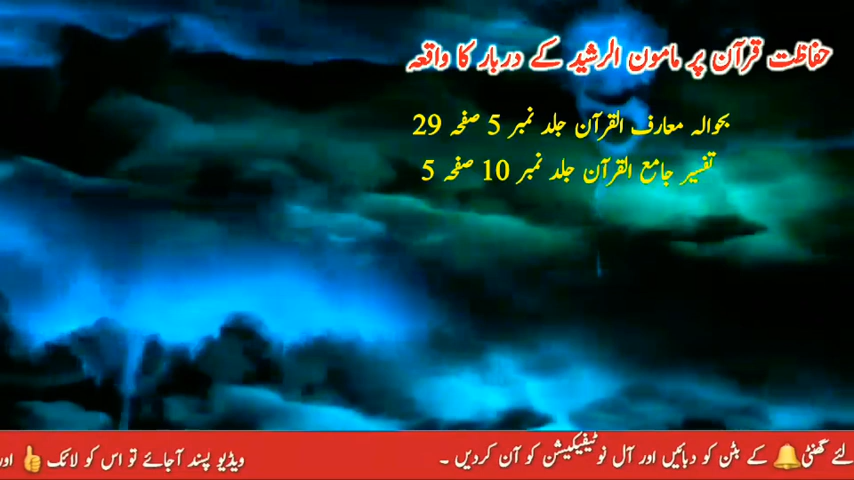 حفاظت قرآن پر مامون الرشید کے دربار کا واقعہ
بحوالہ معارف القرآن جلد نمبر 5 صفحہ 29
تفسیر جامع القرآن جلد نمبر 10 صفحہ 5
لئے گھنٹی🔔 کے بٹن کو دبائیں اور آل نوٹیفیکیشن کو آن کردیں ۔ ویڈیو پسند آجائے تو اس کو لائک👍 اور